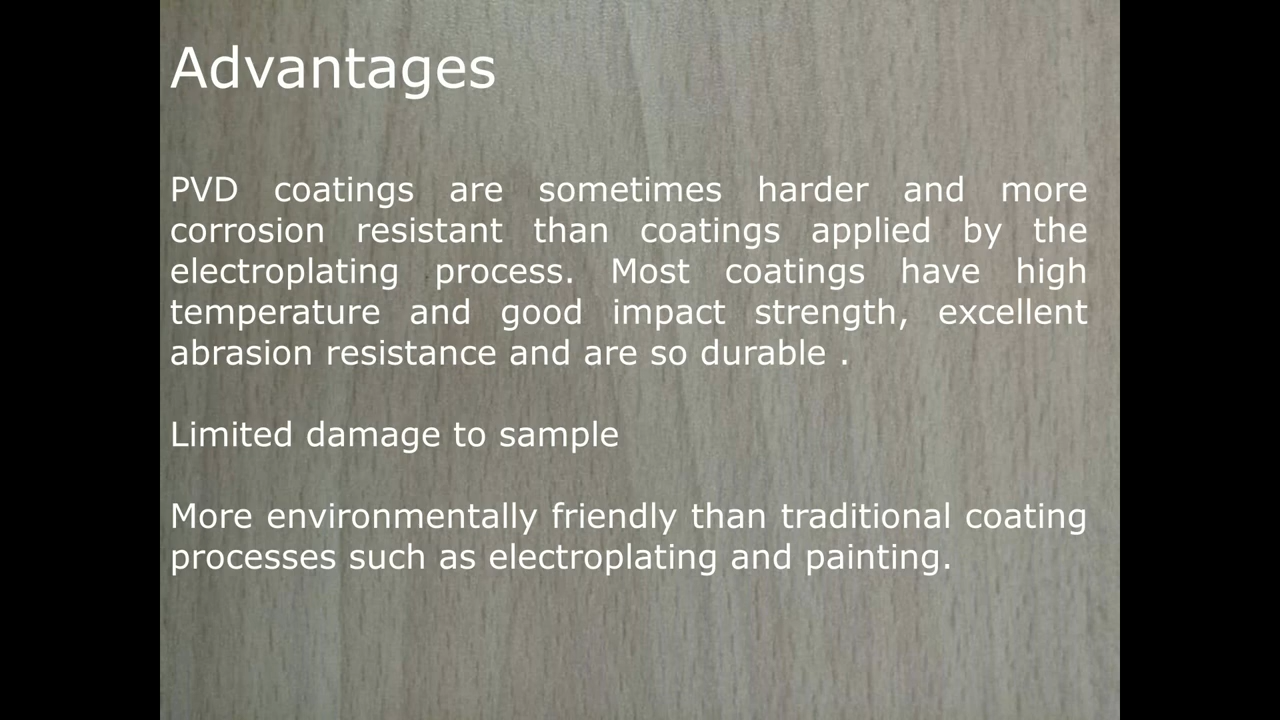 Advantages
PVD coatings are sometimes harder and more
corrosion resistant than coatings applied by the
electroplating process. Most coatings have high
temperature and good impact strength, excellent
abrasion resistance and are so durable .
Limited damage to sample
More environmentally friendly than traditional coating
processes such as electroplating and painting.